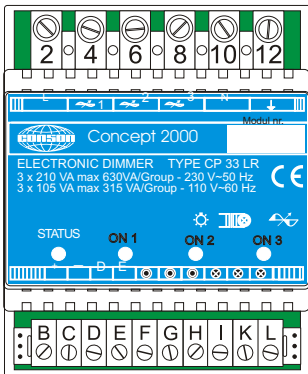 2 4 6 8 10 12
L 1 2 3 N
Modul nr.
conson Concept 2000
ELECTRONIC DIMMER TYPE CP 33 LR
3 x 210 VA max 630VA/Group - 230 V~50 Hz
3 x 105 VA max 315 VA/Group - 110 V~60 Hz
CE
STATUS ON 1 ON 2 ON 3
+ − D E
B C D E F G H I K L